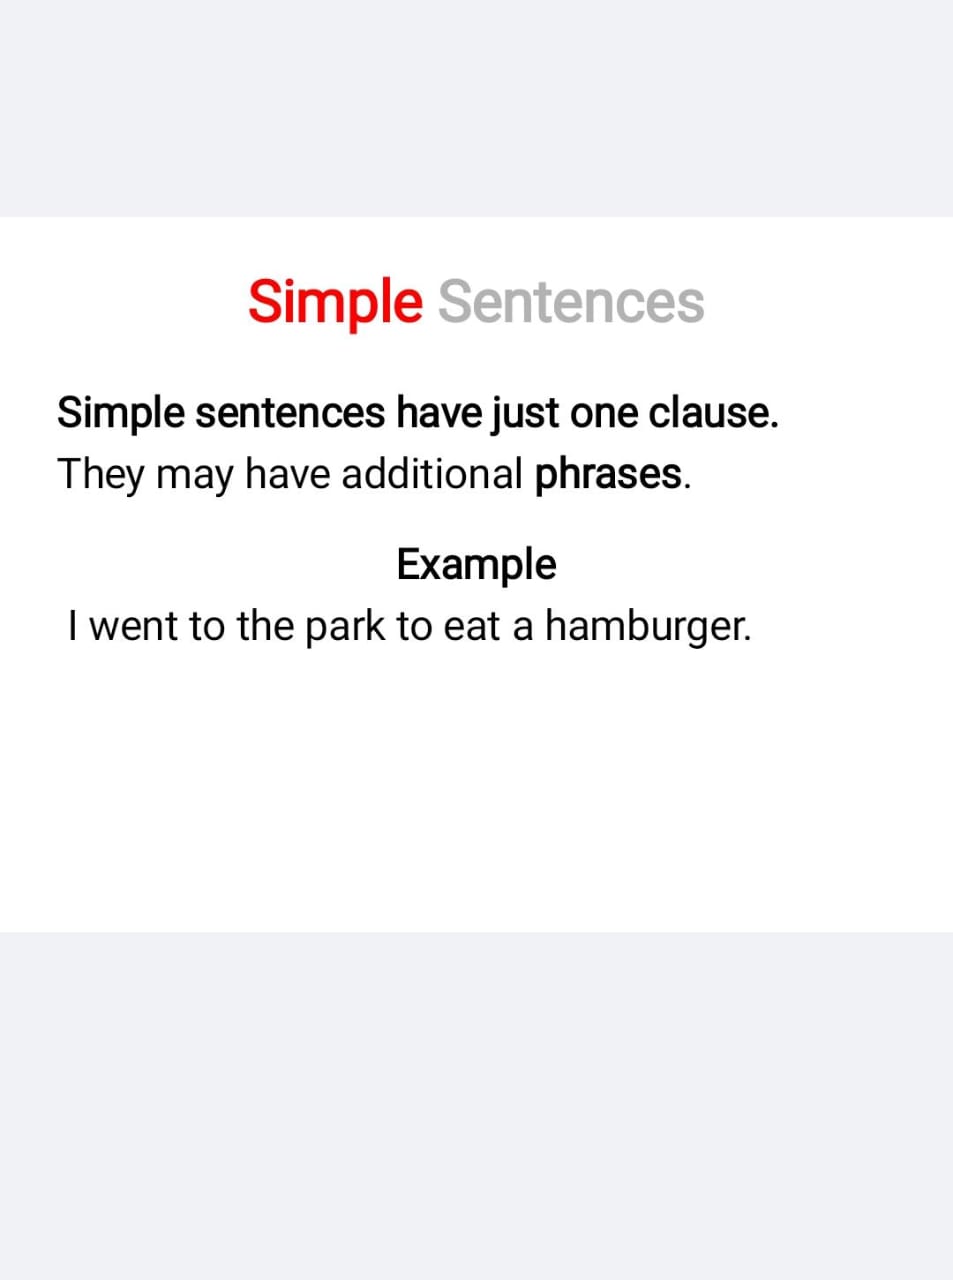 Simple Sentences
Simple sentences have just one clause.
They may have additional phrases.
Example
I went to the park to eat a hamburger.